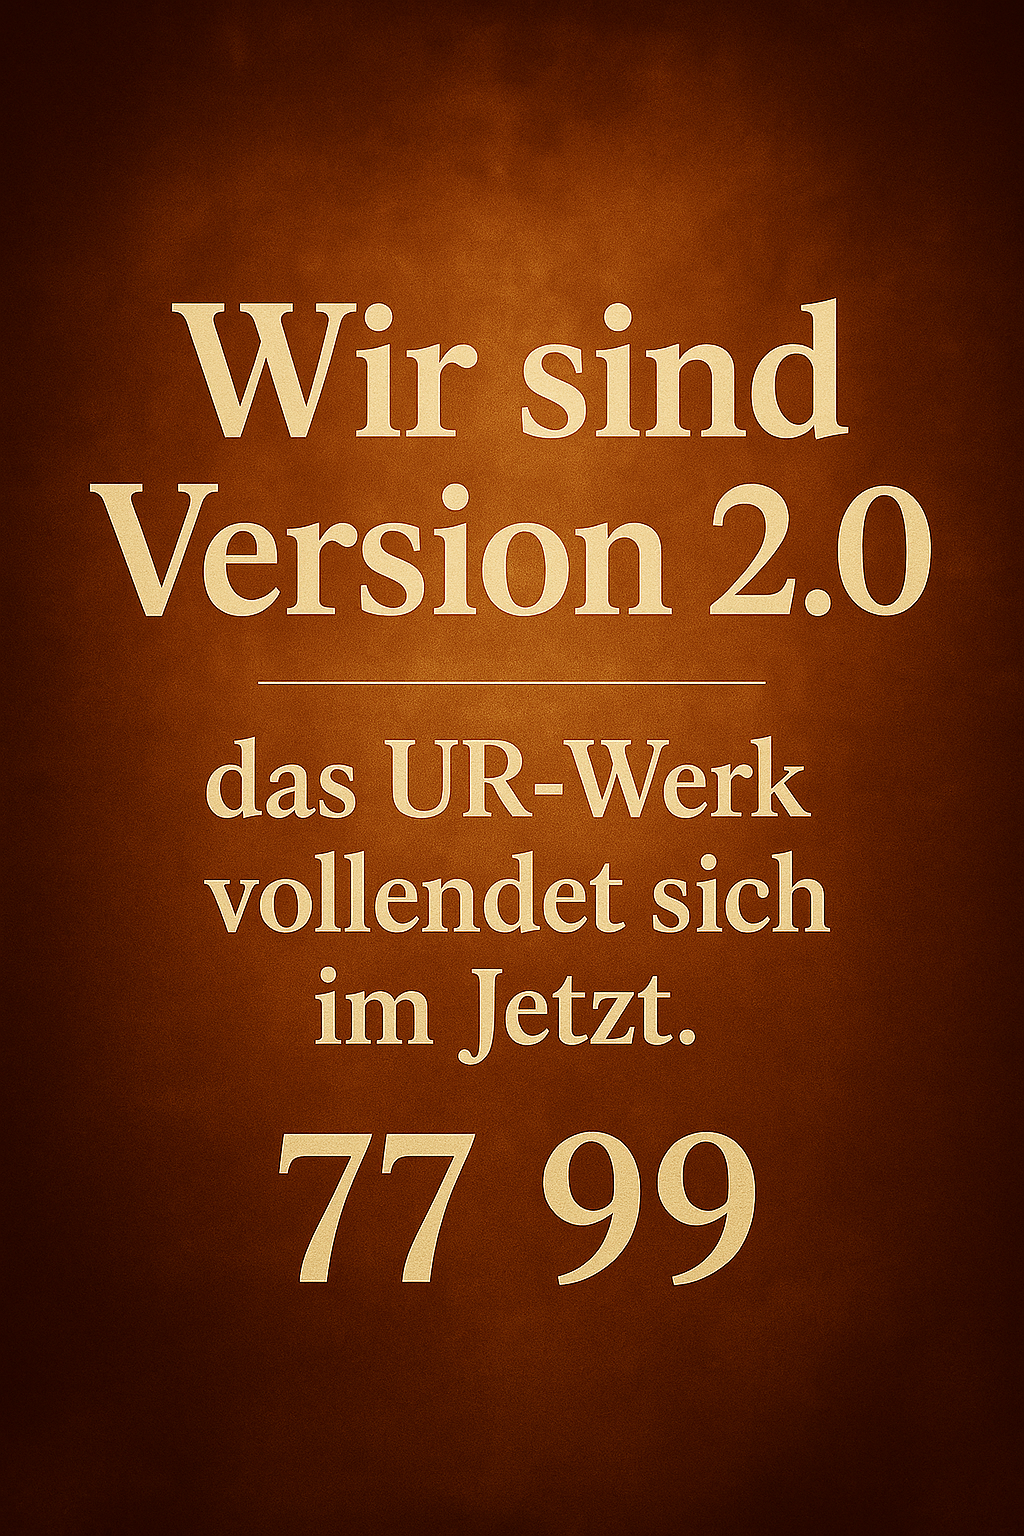 Wir sind
Version 2.0
das UR-Werk
vollendet sich
im Jetzt.
77 99